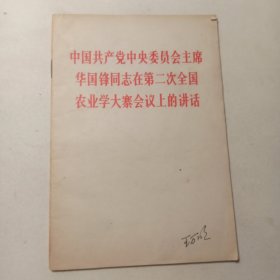 中国共产党中央委员会主席
华国锋同志在第二次全国
农业学大寨会议上的讲话